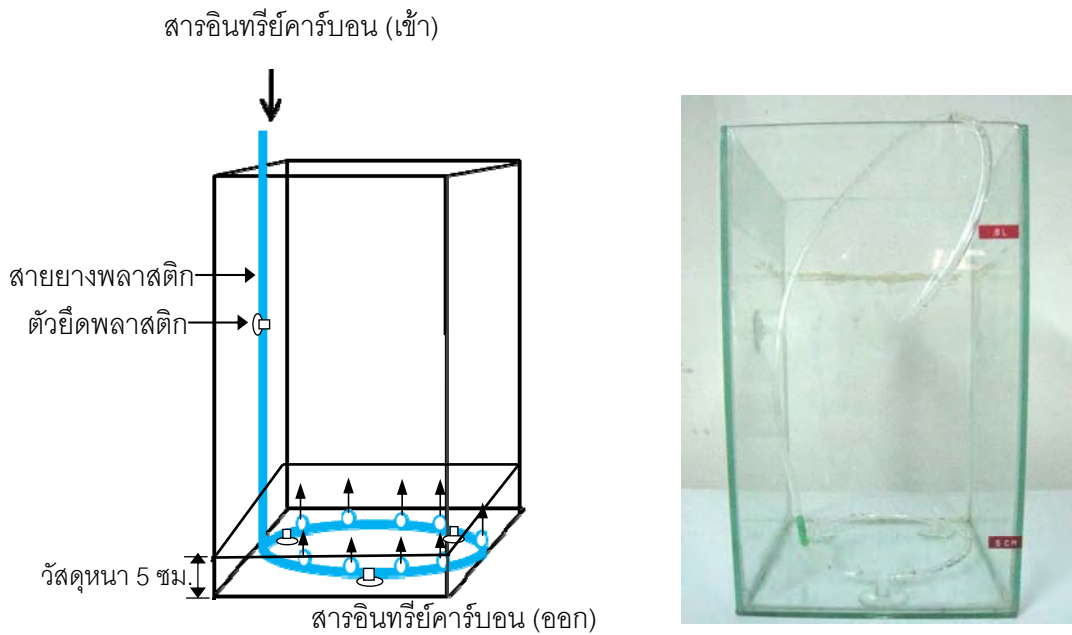 สารอินทรีย์คาร์บอน (เข้า)
สายยางพลาสติก
ตัวยึดพลาสติก
วัสดุหนา 5 ซม.
สารอินทรีย์คาร์บอน (ออก)
8L
5 CM